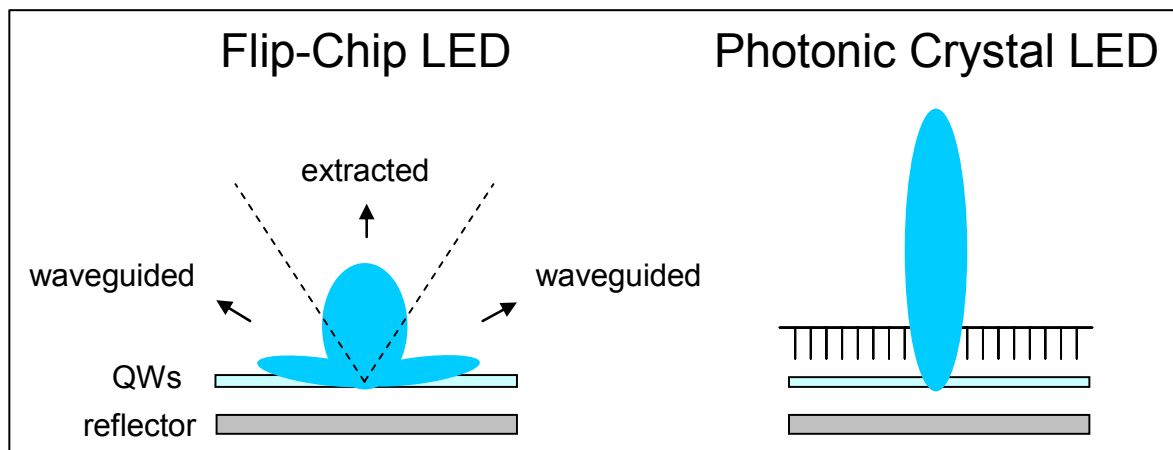 Flip-Chip LED
Photonic Crystal LED
extracted
waveguided
waveguided
QWs
reflector